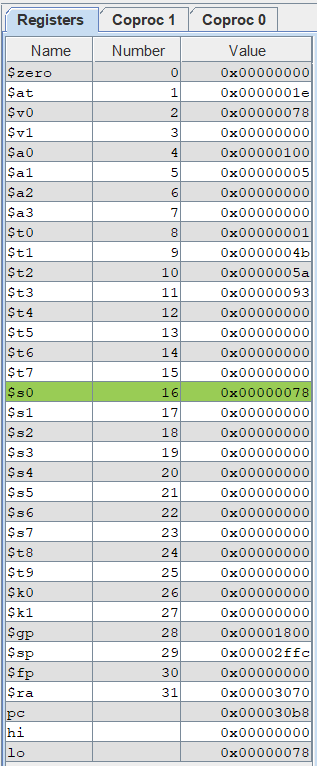 Registers Coproc 1 Coproc 0
Name Number Value
$zero 0 0x00000000
$at 1 0x0000001e
$v0 2 0x00000078
$v1 3 0x00000000
$a0 4 0x00000100
$a1 5 0x00000005
$a2 6 0x00000000
$a3 7 0x00000000
$t0 8 0x00000001
$t1 9 0x0000004b
$t2 10 0x0000005a
$t3 11 0x00000093
$t4 12 0x00000000
$t5 13 0x00000000
$t6 14 0x00000000
$t7 15 0x00000000
$s0 16 0x00000078
$s1 17 0x00000000
$s2 18 0x00000000
$s3 19 0x00000000
$s4 20 0x00000000
$s5 21 0x00000000
$s6 22 0x00000000
$s7 23 0x00000000
$t8 24 0x00000000
$t9 25 0x00000000
$k0 26 0x00000000
$k1 27 0x00000000
$gp 28 0x00001800
$sp 29 0x00002ffc
$fp 30 0x00000000
$ra 31 0x00003070
pc 0x000030b8
hi 0x00000000
lo 0x00000078